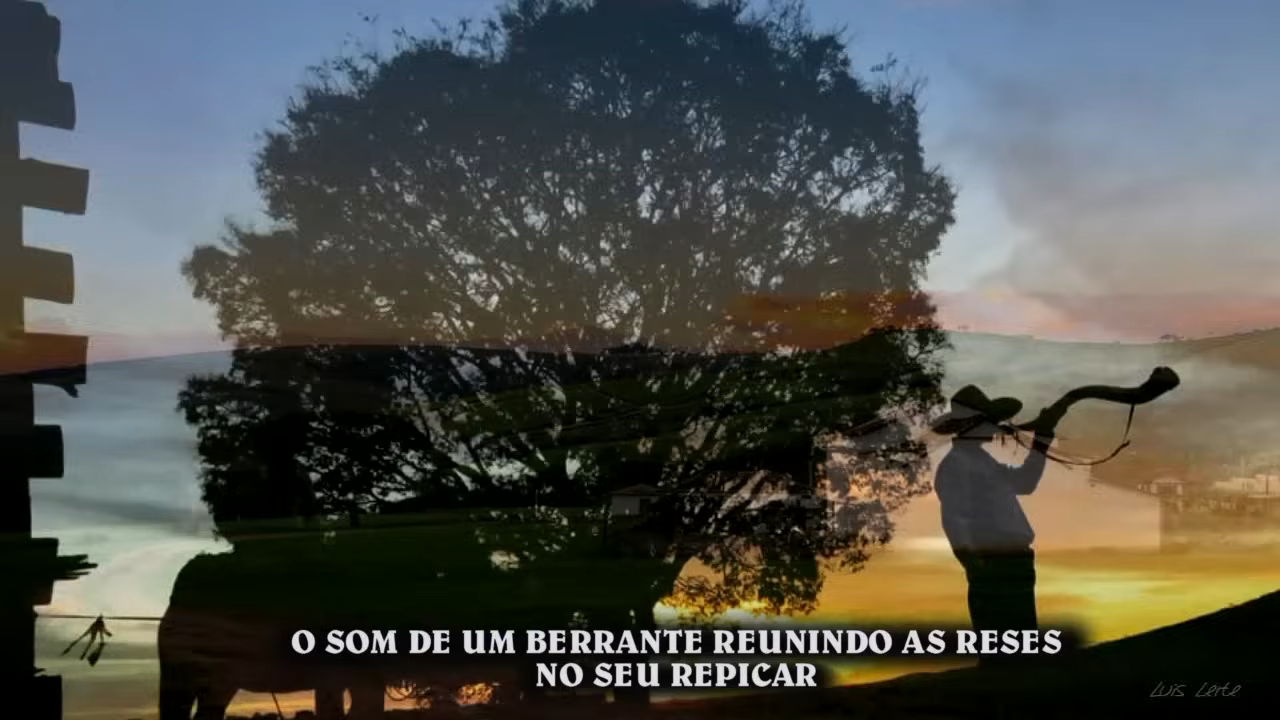 O SOM DE UM BERRANTE REUNINDO AS RESES
NO SEU REPICAR
Luis Leite